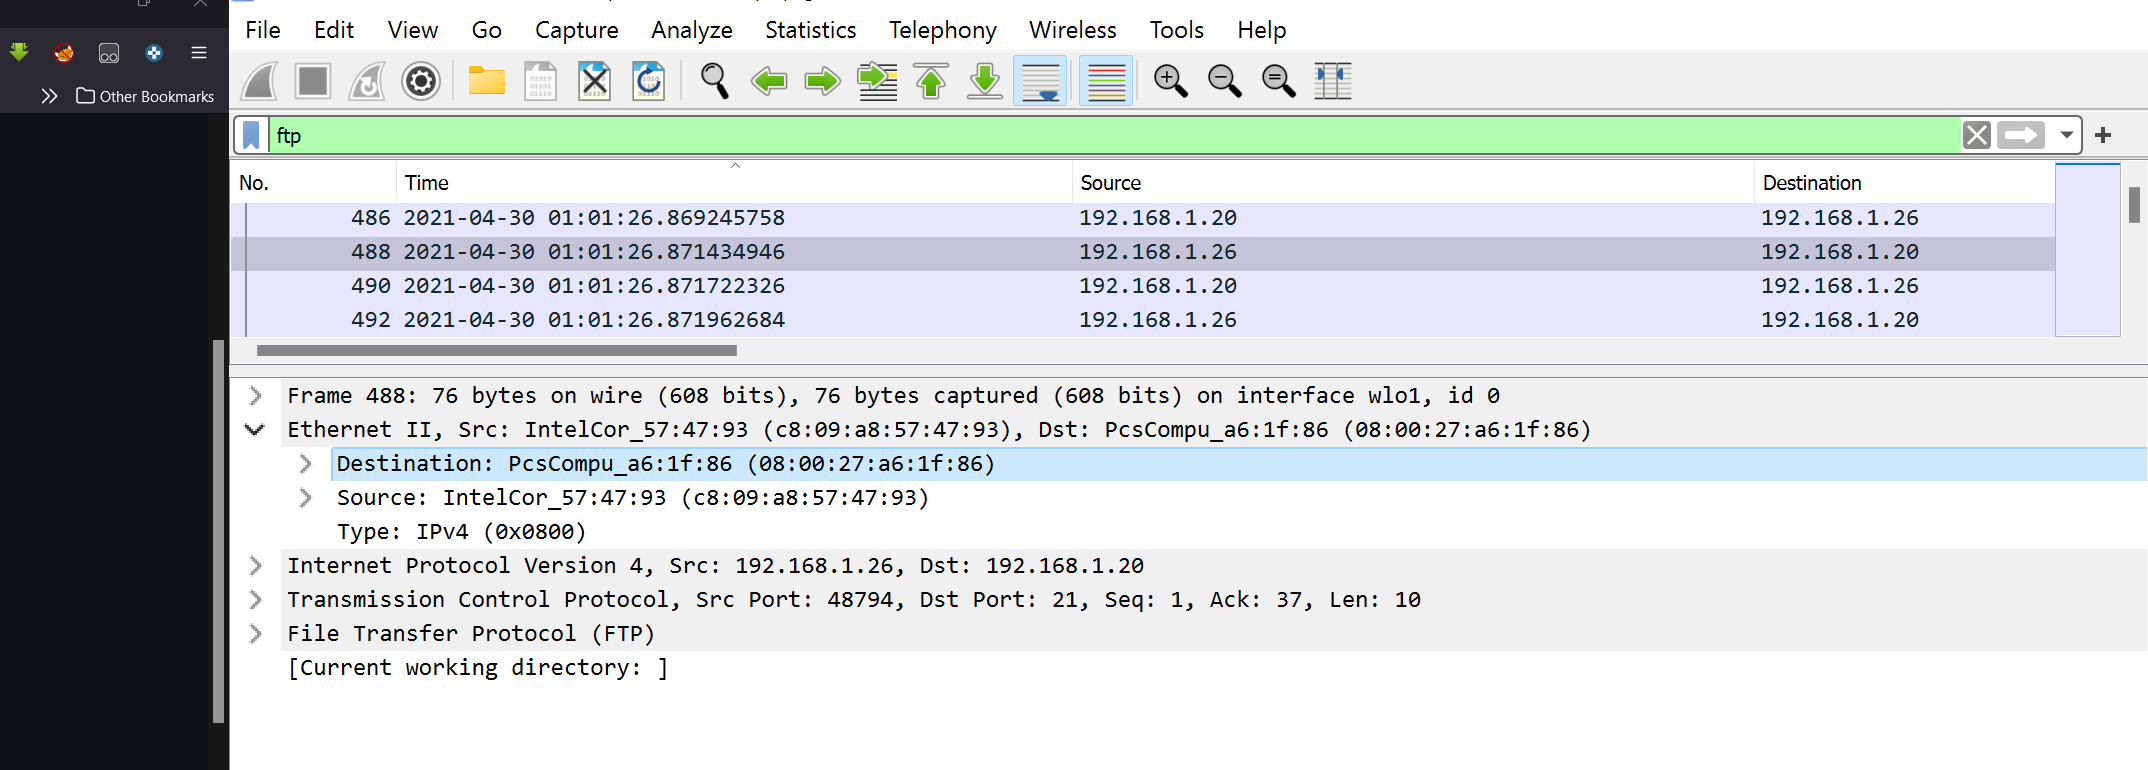 File Edit View Go Capture Analyze Statistics Telephony Wireless Tools Help
Other Bookmarks
ftp
No. Time Source Destination
486 2021-04-30 01:01:26.869245758 192.168.1.20 192.168.1.26
488 2021-04-30 01:01:26.871434946 192.168.1.26 192.168.1.20
490 2021-04-30 01:01:26.871722326 192.168.1.20 192.168.1.26
492 2021-04-30 01:01:26.871962684 192.168.1.26 192.168.1.20
Frame 488: 76 bytes on wire (608 bits), 76 bytes captured (608 bits) on interface wlo1, id 0
Ethernet II, Src: IntelCor_57:47:93 (c8:09:a8:57:47:93), Dst: PcsCompu_a6:1f:86 (08:00:27:a6:1f:86)
Destination: PcsCompu_a6:1f:86 (08:00:27:a6:1f:86)
Source: IntelCor_57:47:93 (c8:09:a8:57:47:93)
Type: IPv4 (0x0800)
Internet Protocol Version 4, Src: 192.168.1.26, Dst: 192.168.1.20
Transmission Control Protocol, Src Port: 48794, Dst Port: 21, Seq: 1, Ack: 37, Len: 10
File Transfer Protocol (FTP)
[Current working directory: ]